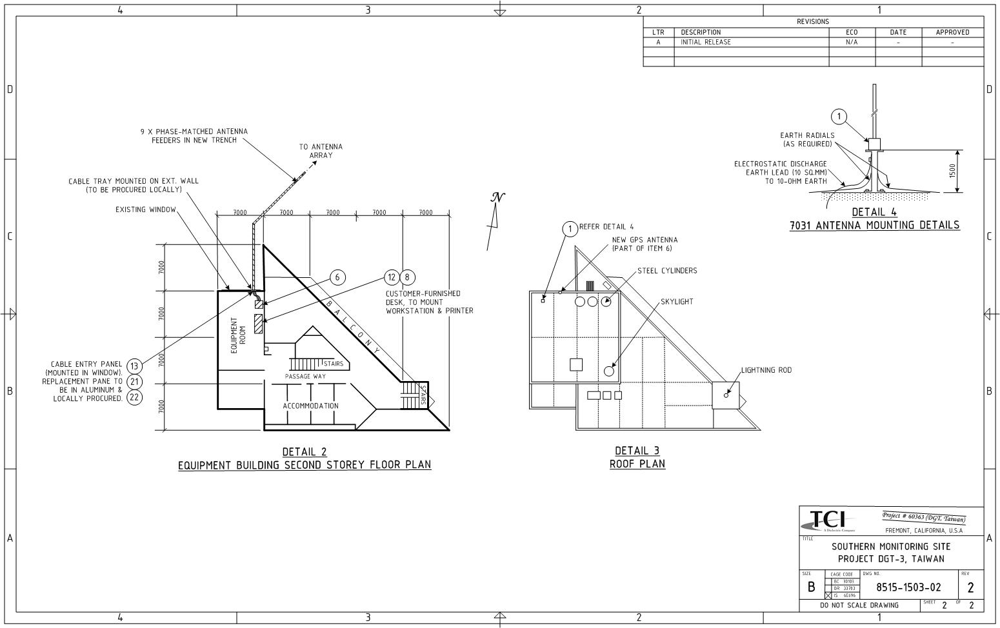 4
3
2
1
REVISIONS
LTR DESCRIPTION ECO DATE APPROVED
A INITIAL RELEASE N/A - -
D
D
1
EARTH RADIALS
(AS REQUIRED)
ELECTROSTATIC DISCHARGE
EARTH LEAD (10 SQ.MM)
TO 10-OHM EARTH
1500
DETAIL 4
7031 ANTENNA MOUNTING DETAILS
9 X PHASE-MATCHED ANTENNA
FEEDERS IN NEW TRENCH
TO ANTENNA
ARRAY
CABLE TRAY MOUNTED ON EXT. WALL
(TO BE PROCURED LOCALLY)
EXISTING WINDOW
7000 7000 7000 7000 7000
N
C
C
7000
7000
7000
7000
6
12 8
CUSTOMER-FURNISHED
DESK, TO MOUNT
WORKSTATION & PRINTER
BALCONY
EQUIPMENT
ROOM
STAIRS
PASSAGE WAY
STAIRS
ACCOMMODATION
CABLE ENTRY PANEL
(MOUNTED IN WINDOW).
REPLACEMENT PANE TO
BE IN ALUMINUM &
LOCALLY PROCURED.
13
21
22
DETAIL 2
EQUIPMENT BUILDING SECOND STOREY FLOOR PLAN
1 REFER DETAIL 4
NEW GPS ANTENNA
(PART OF ITEM 6)
STEEL CYLINDERS
SKYLIGHT
LIGHTNING ROD
DETAIL 3
ROOF PLAN
B
B
A
A
TCI
A Dielectric Company
Project # 60363 (DGT, Taiwan)
FREMONT, CALIFORNIA, U.S.A
TITLE
SOUTHERN MONITORING SITE
PROJECT DGT-3, TAIWAN
SIZE
B
CAGE CODE
BC 30103
BR 33783
IS 6E696
DWG NO.
8515-1503-02
REV
2
DO NOT SCALE DRAWING
SHEET 2 OF 2
4
3
2
1